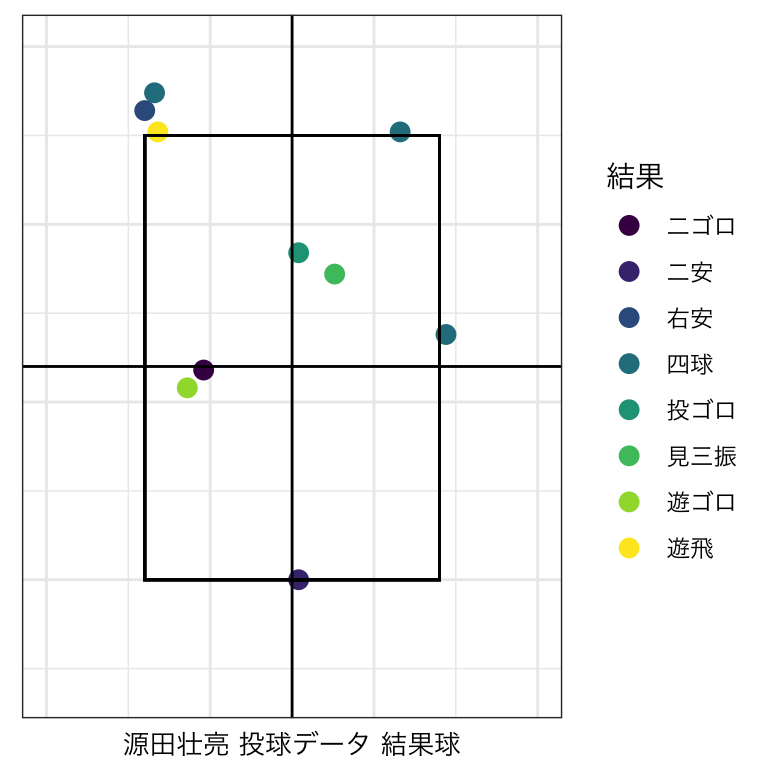 結果
二ゴロ
二安
右安
四球
投ゴロ
見三振
遊ゴロ
遊飛
源田壮亮 投球データ 結果球